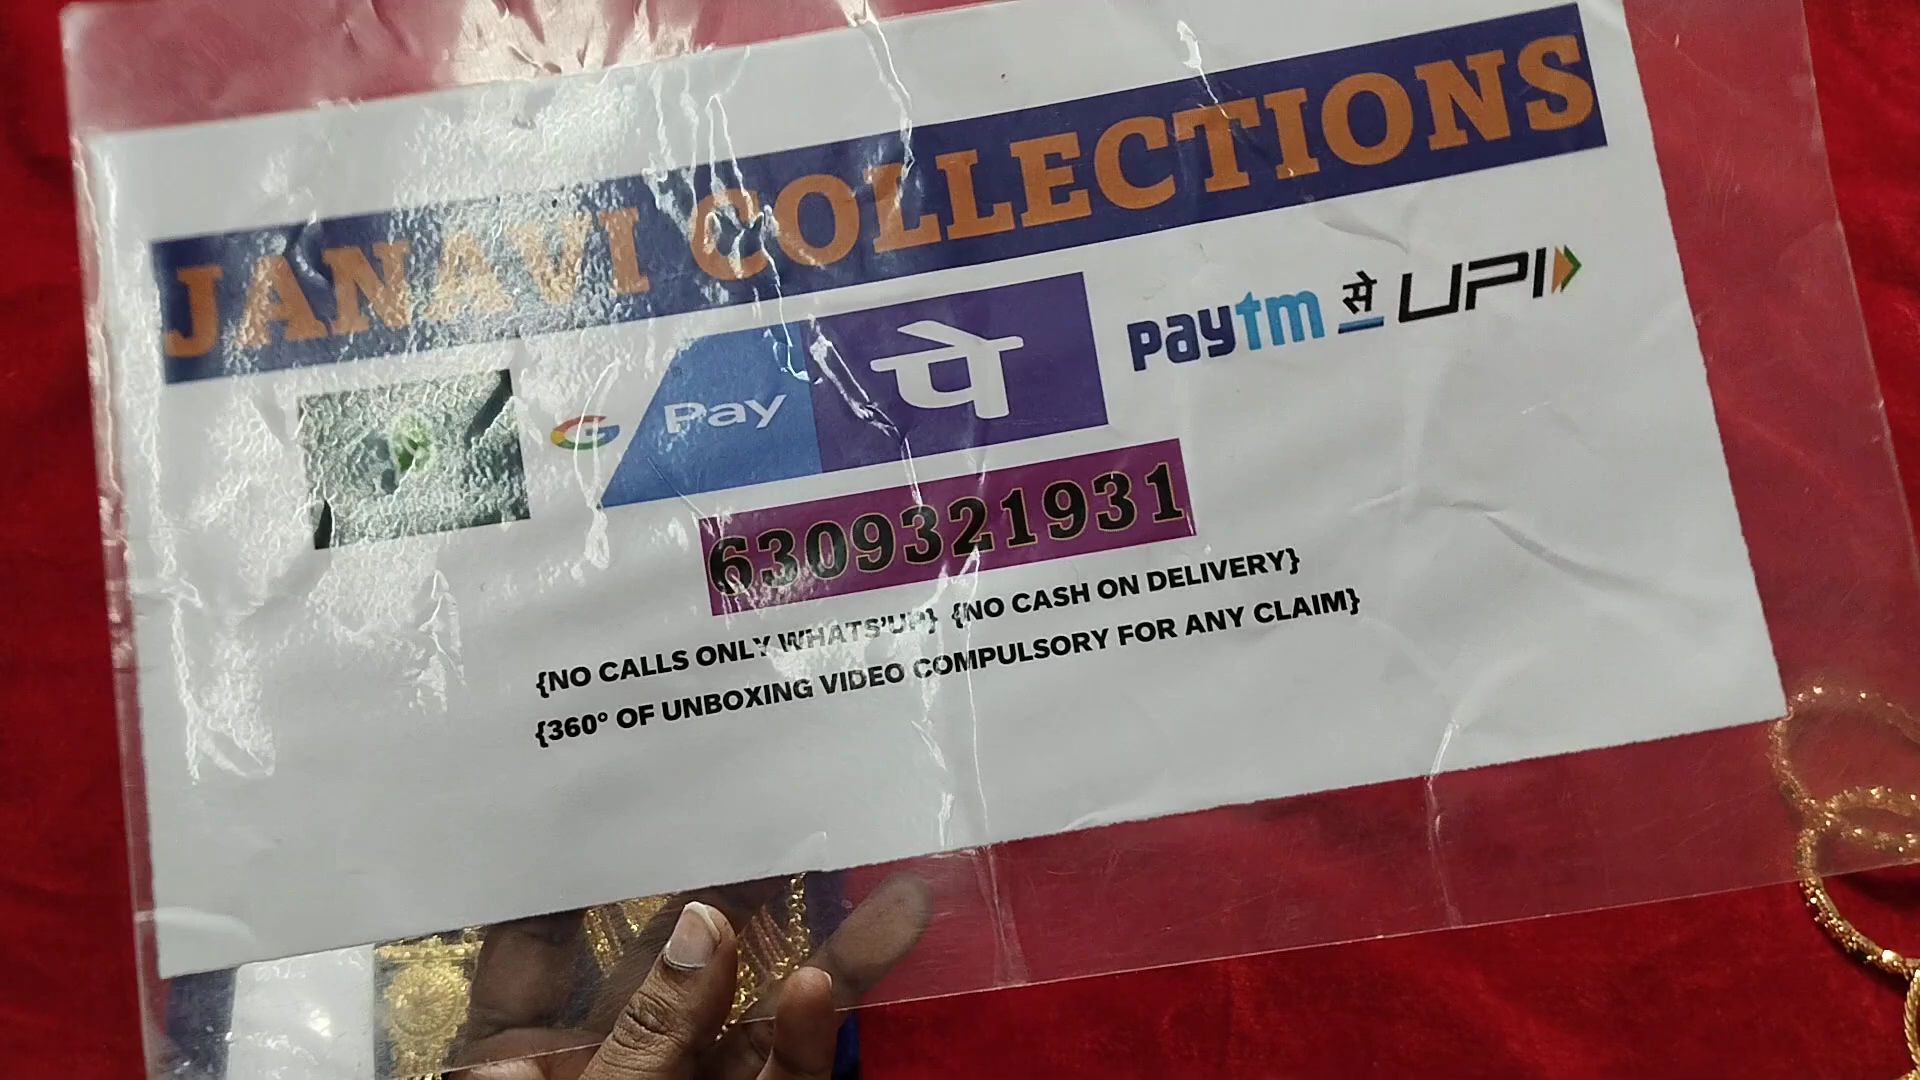 JANAVI COLLECTIONS
G Pay पे paytm से UPI
6309321931
{NO CALLS ONLY WHATS'UP} {NO CASH ON DELIVERY}
{360° OF UNBOXING VIDEO COMPULSORY FOR ANY CLAIM}